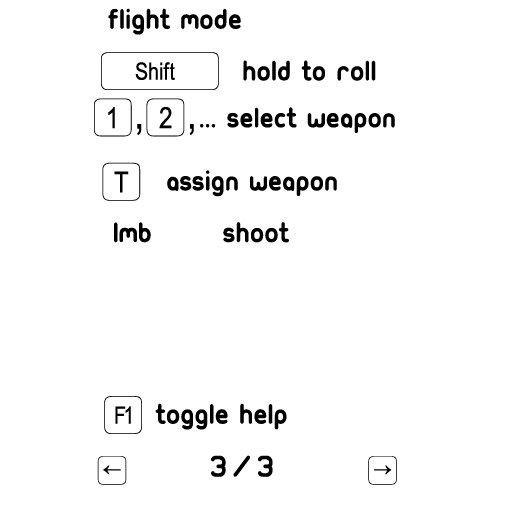 flight mode
Shift hold to roll
1 , 2 ,... select weapon
T assign weapon
lmb shoot
F1 toggle help
← 3 / 3 →